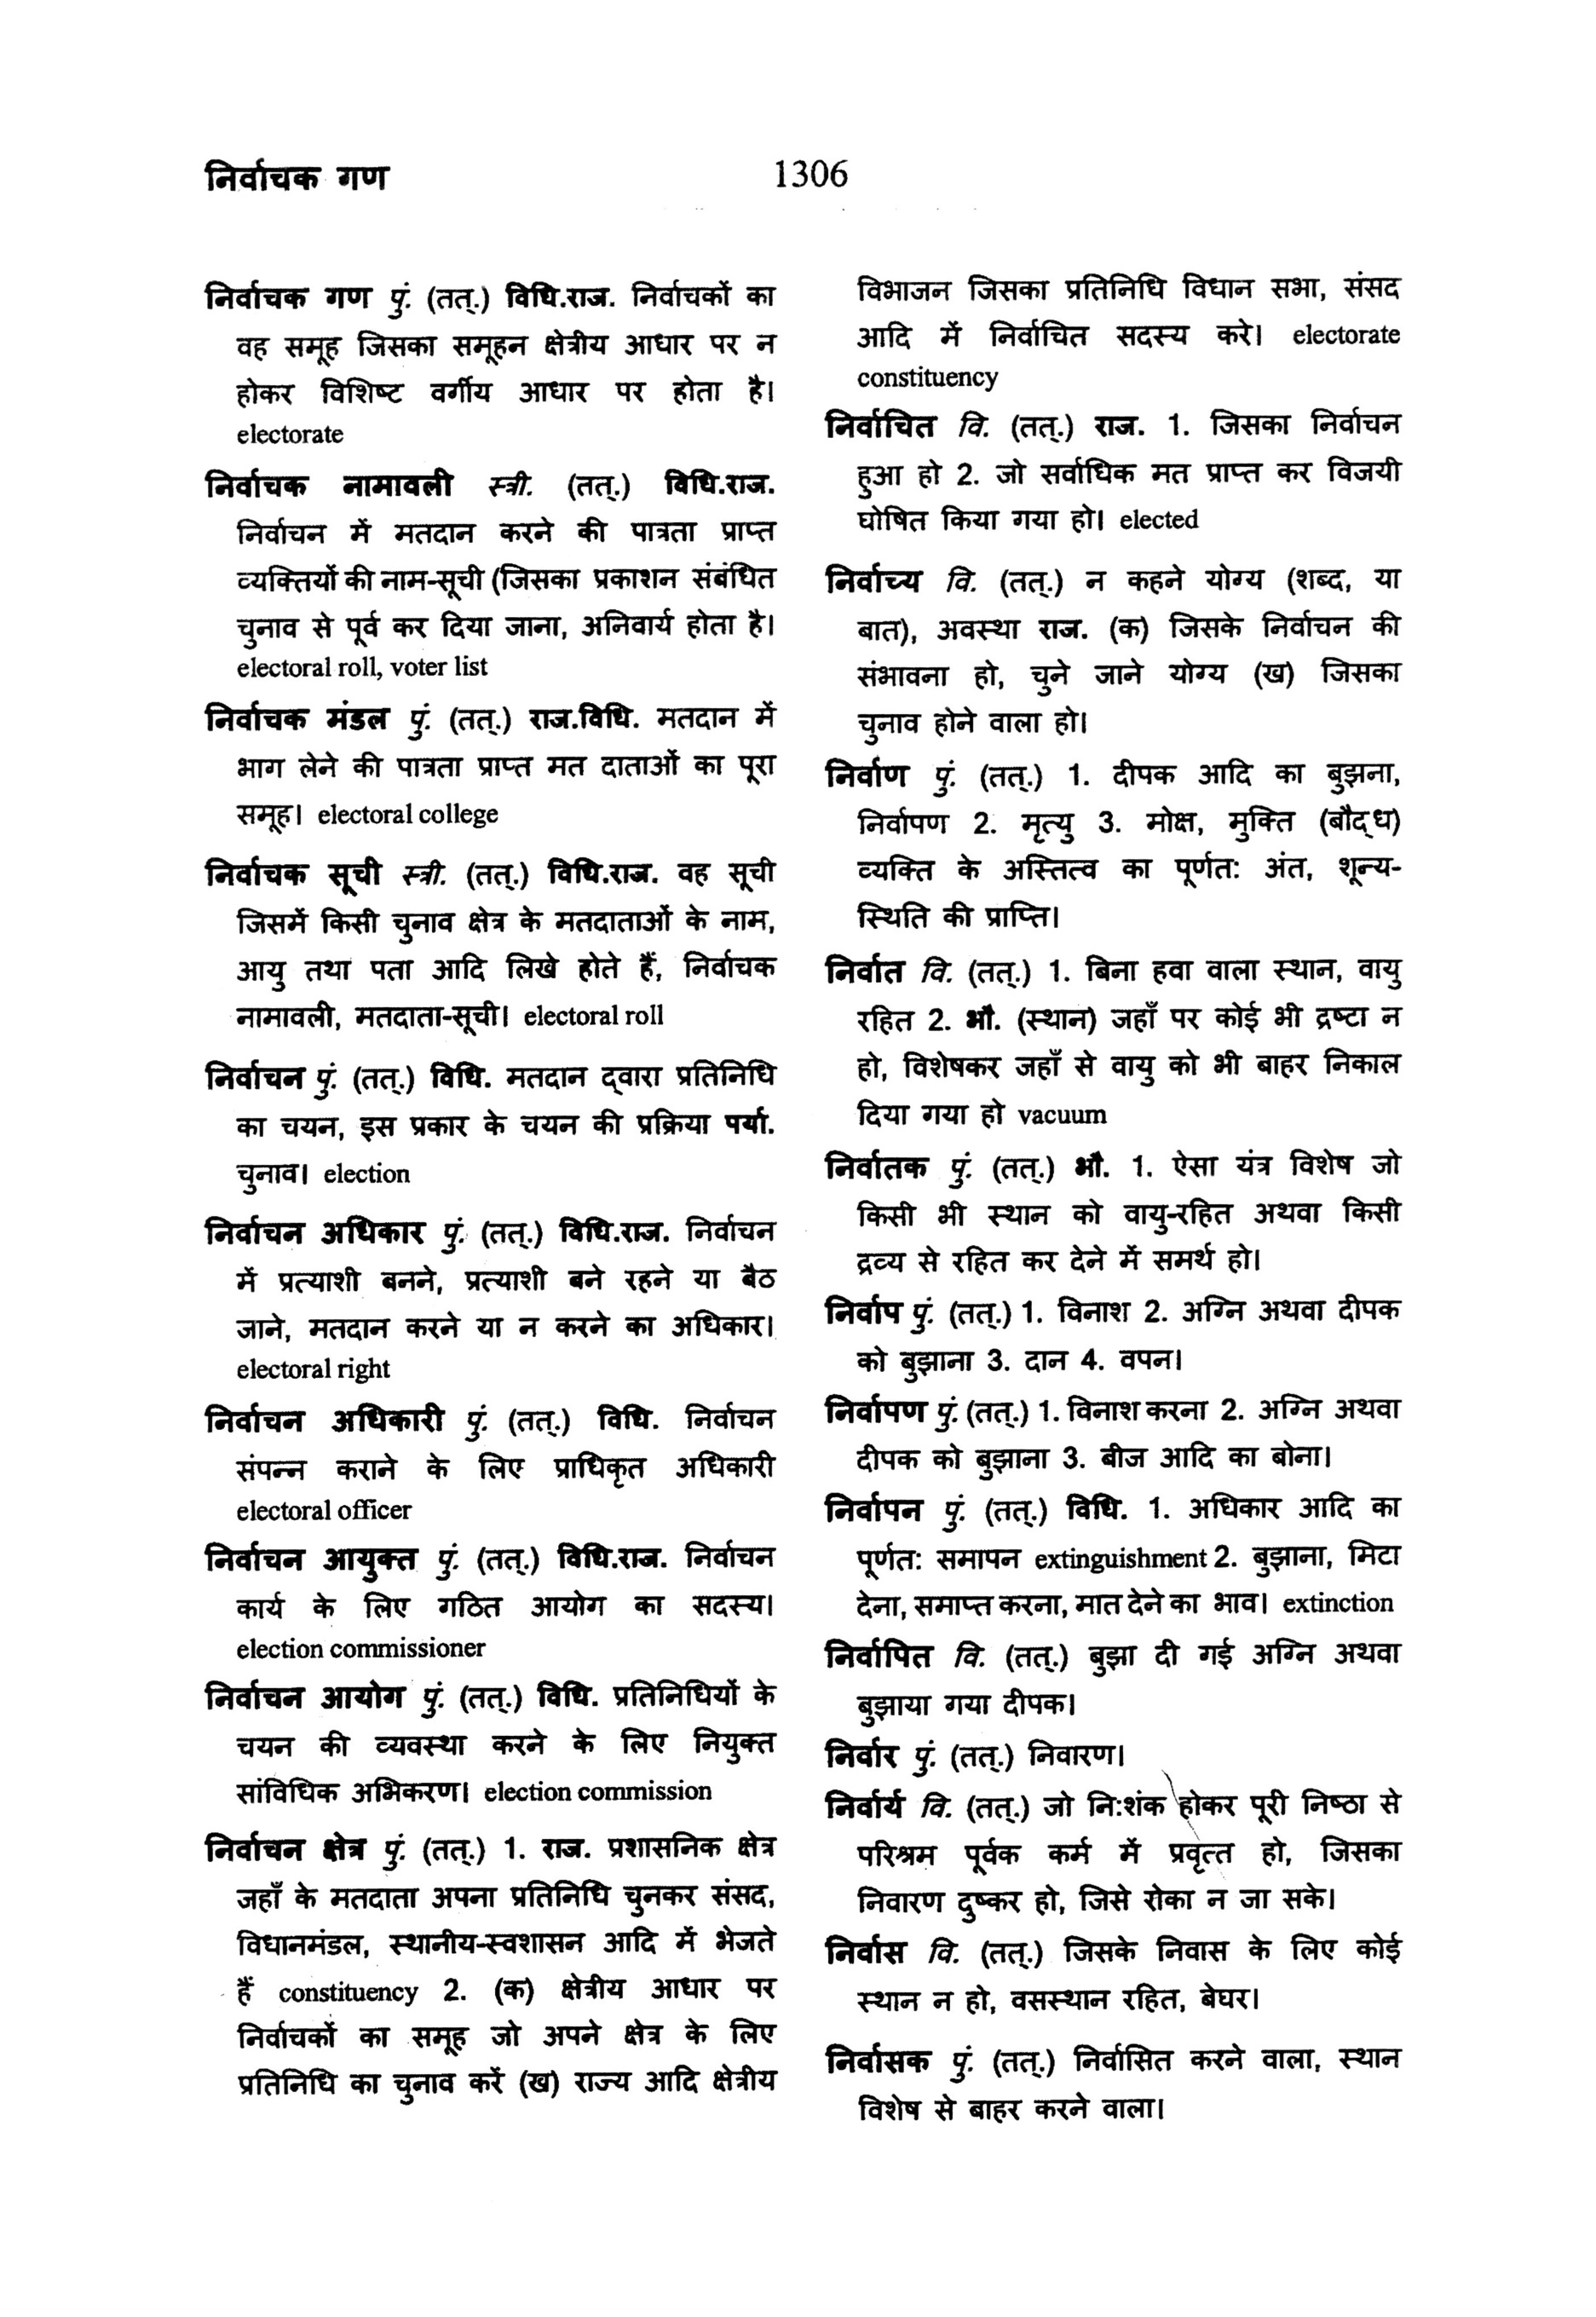 निर्वाचक गण
1306
निर्वाचक गण पुं. (तत्.) विधि.राज. निर्वाचकों का
वह समूह जिसका समूहन क्षेत्रीय आधार पर न
होकर विशिष्ट वर्गीय आधार पर होता है।
electorate
निर्वाचक नामावली स्त्री. (तत्.) विधि.राज.
निर्वाचन में मतदान करने की पात्रता प्राप्त
व्यक्तियों की नाम-सूची (जिसका प्रकाशन संबंधित
चुनाव से पूर्व कर दिया जाना, अनिवार्य होता है।
electoral roll, voter list
निर्वाचक मंडल पुं. (तत्.) राज.विधि. मतदान में
भाग लेने की पात्रता प्राप्त मत दाताओं का पूरा
समूह। electoral college
निर्वाचक सूची स्त्री. (तत्.) विधि.राज. वह सूची
जिसमें किसी चुनाव क्षेत्र के मतदाताओं के नाम,
आयु तथा पता आदि लिखे होते हैं, निर्वाचक
नामावली, मतदाता-सूची। electoral roll
निर्वाचन पुं. (तत्.) विधि. मतदान द्वारा प्रतिनिधि
का चयन, इस प्रकार के चयन की प्रक्रिया पर्या.
चुनाव। election
निर्वाचन अधिकार पुं. (तत्.) विधि.राज. निर्वाचन
में प्रत्याशी बनने, प्रत्याशी बने रहने या बैठ
जाने, मतदान करने या न करने का अधिकार।
electoral right
निर्वाचन अधिकारी पुं. (तत्.) विधि. निर्वाचन
संपन्न कराने के लिए प्राधिकृत अधिकारी
electoral officer
निर्वाचन आयुक्त पुं. (तत्.) विधि.राज. निर्वाचन
कार्य के लिए गठित आयोग का सदस्य।
election commissioner
निर्वाचन आयोग पुं. (तत्.) विधि. प्रतिनिधियों के
चयन की व्यवस्था करने के लिए नियुक्त
सांविधिक अभिकरण। election commission
निर्वाचन क्षेत्र पुं. (तत्.) 1. राज. प्रशासनिक क्षेत्र
जहाँ के मतदाता अपना प्रतिनिधि चुनकर संसद,
विधानमंडल, स्थानीय-स्वशासन आदि में भेजते
हैं constituency 2. (क) क्षेत्रीय आधार पर
निर्वाचकों का समूह जो अपने क्षेत्र के लिए
प्रतिनिधि का चुनाव करें (ख) राज्य आदि क्षेत्रीय
विभाजन जिसका प्रतिनिधि विधान सभा, संसद
आदि में निर्वाचित सदस्य करे। electorate
constituency
निर्वाचित वि. (तत्.) राज. 1. जिसका निर्वाचन
हुआ हो 2. जो सर्वाधिक मत प्राप्त कर विजयी
घोषित किया गया हो। elected
निर्वाच्य वि. (तत्.) न कहने योग्य (शब्द, या
बात), अवस्था राज. (क) जिसके निर्वाचन की
संभावना हो, चुने जाने योग्य (ख) जिसका
चुनाव होने वाला हो।
निर्वाण पुं. (तत्.) 1. दीपक आदि का बुझना,
निर्वापण 2. मृत्यु 3. मोक्ष, मुक्ति (बौद्ध)
व्यक्ति के अस्तित्व का पूर्णत: अंत, शून्य-
स्थिति की प्राप्ति।
निर्वात वि. (तत्.) 1. बिना हवा वाला स्थान, वायु
रहित 2. भौ. (स्थान) जहाँ पर कोई भी द्रष्टा न
हो, विशेषकर जहाँ से वायु को भी बाहर निकाल
दिया गया हो vacuum
निर्वातक पुं. (तत्.) भौ. 1. ऐसा यंत्र विशेष जो
किसी भी स्थान को वायु-रहित अथवा किसी
द्रव्य से रहित कर देने में समर्थ हो।
निर्वाप पुं. (तत्.) 1. विनाश 2. अग्नि अथवा दीपक
को बुझाना 3. दान 4. वपन।
निर्वापण पुं. (तत्.) 1. विनाश करना 2. अग्नि अथवा
दीपक को बुझाना 3. बीज आदि का बोना।
निर्वापन पुं. (तत्.) विधि. 1. अधिकार आदि का
पूर्णत: समापन extinguishment 2. बुझाना, मिटा
देना, समाप्त करना, मात देने का भाव। extinction
निर्वापित वि. (तत्.) बुझा दी गई अग्नि अथवा
बुझाया गया दीपक।
निर्वार पुं. (तत्.) निवारण।
निर्वार्य वि. (तत्.) जो नि:शंक होकर पूरी निष्ठा से
परिश्रम पूर्वक कर्म में प्रवृत्त हो, जिसका
निवारण दुष्कर हो, जिसे रोका न जा सके।
निर्वास वि. (तत्.) जिसके निवास के लिए कोई
स्थान न हो, वसस्थान रहित, बेघर।
निर्वासक पुं. (तत्.) निर्वासित करने वाला, स्थान
विशेष से बाहर करने वाला।